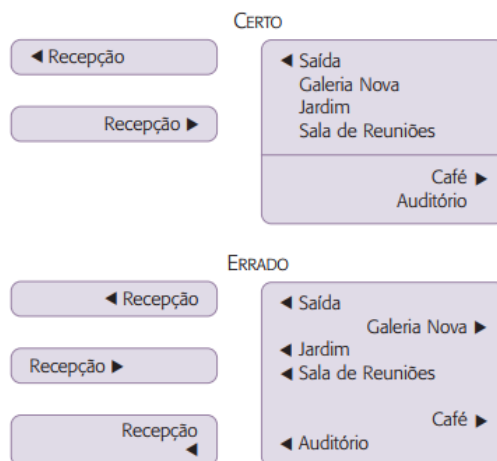 CERTO
◄ Recepção
Recepção ►
◄ Saída
Galeria Nova
Jardim
Sala de Reuniões
Café ►
Auditório
ERRADO
◄ Recepção
Recepção ►
Recepção
◄
◄ Saída
Galeria Nova ►
◄ Jardim
◄ Sala de Reuniões
Café ►
◄ Auditório